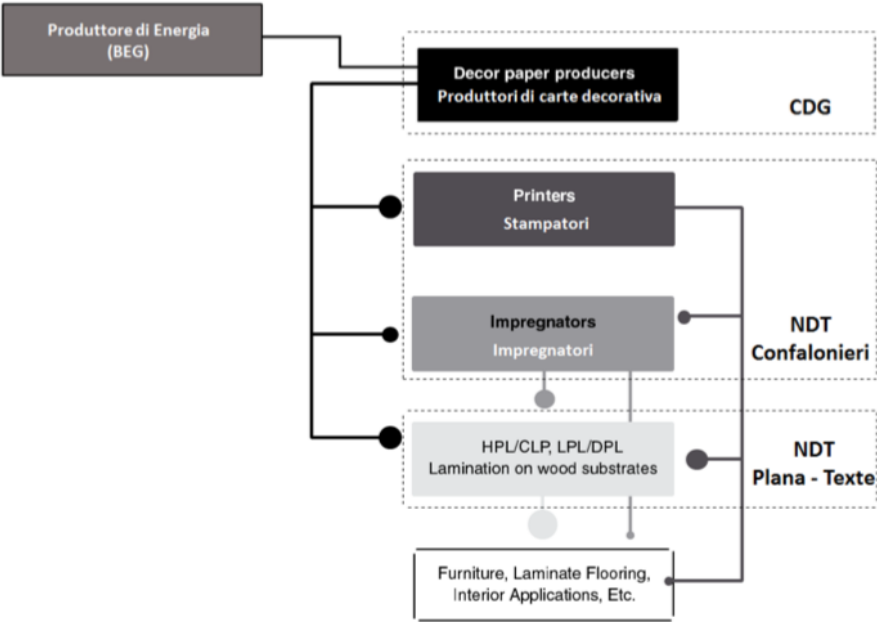 Produttore di Energia
(BEG)
Decor paper producers
Produttori di carte decorativa
CDG
Printers
Stampatori
Impregnators
Impregnatori
NDT
Confalonieri
HPL/CLP, LPL/DPL
Lamination on wood substrates
NDT
Plana - Texte
Furniture, Laminate Flooring,
Interior Applications, Etc.